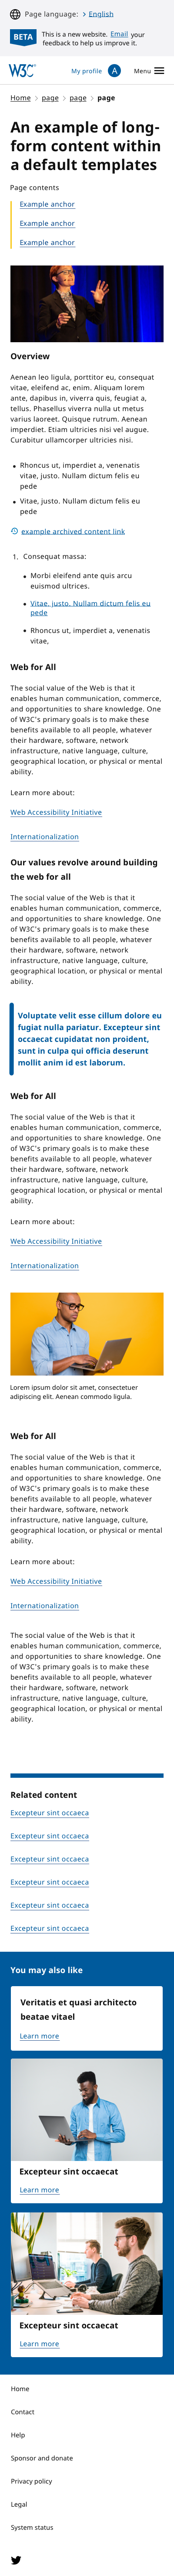 Page language: English
BETA This is a new website. Email your
feedback to help us improve it.
W3C My profile A Menu
Home page page page
An example of long-
form content within
a default templates
Page contents
Example anchor
Example anchor
Example anchor
Overview
Aenean leo ligula, porttitor eu, consequat
vitae, eleifend ac, enim. Aliquam lorem
ante, dapibus in, viverra quis, feugiat a,
tellus. Phasellus viverra nulla ut metus
varius laoreet. Quisque rutrum. Aenean
imperdiet. Etiam ultricies nisi vel augue.
Curabitur ullamcorper ultricies nisi.
Rhoncus ut, imperdiet a, venenatis
vitae, justo. Nullam dictum felis eu
pede
Vitae, justo. Nullam dictum felis eu
pede
example archived content link
1. Consequat massa:
Morbi eleifend ante quis arcu
euismod ultrices.
Vitae, justo. Nullam dictum felis eu
pede
Rhoncus ut, imperdiet a, venenatis
vitae,
Web for All
The social value of the Web is that it
enables human communication, commerce,
and opportunities to share knowledge. One
of W3C's primary goals is to make these
benefits available to all people, whatever
their hardware, software, network
infrastructure, native language, culture,
geographical location, or physical or mental
ability.
Learn more about:
Web Accessibility Initiative
Internationalization
Our values revolve around building
the web for all
The social value of the Web is that it
enables human communication, commerce,
and opportunities to share knowledge. One
of W3C's primary goals is to make these
benefits available to all people, whatever
their hardware, software, network
infrastructure, native language, culture,
geographical location, or physical or mental
ability.
Voluptate velit esse cillum dolore eu
fugiat nulla pariatur. Excepteur sint
occaecat cupidatat non proident,
sunt in culpa qui officia deserunt
mollit anim id est laborum.
Web for All
The social value of the Web is that it
enables human communication, commerce,
and opportunities to share knowledge. One
of W3C's primary goals is to make these
benefits available to all people, whatever
their hardware, software, network
infrastructure, native language, culture,
geographical location, or physical or mental
ability.
Learn more about:
Web Accessibility Initiative
Internationalization
Lorem ipsum dolor sit amet, consectetuer
adipiscing elit. Aenean commodo ligula.
Web for All
The social value of the Web is that it
enables human communication, commerce,
and opportunities to share knowledge. One
of W3C's primary goals is to make these
benefits available to all people, whatever
their hardware, software, network
infrastructure, native language, culture,
geographical location, or physical or mental
ability.
Learn more about:
Web Accessibility Initiative
Internationalization
The social value of the Web is that it
enables human communication, commerce,
and opportunities to share knowledge. One
of W3C's primary goals is to make these
benefits available to all people, whatever
their hardware, software, network
infrastructure, native language, culture,
geographical location, or physical or mental
ability.
Related content
Excepteur sint occaeca
Excepteur sint occaeca
Excepteur sint occaeca
Excepteur sint occaeca
Excepteur sint occaeca
Excepteur sint occaeca
You may also like
Veritatis et quasi architecto
beatae vitael
Learn more
Excepteur sint occaecat
Learn more
Excepteur sint occaecat
Learn more
Home
Contact
Help
Sponsor and donate
Privacy policy
Legal
System status